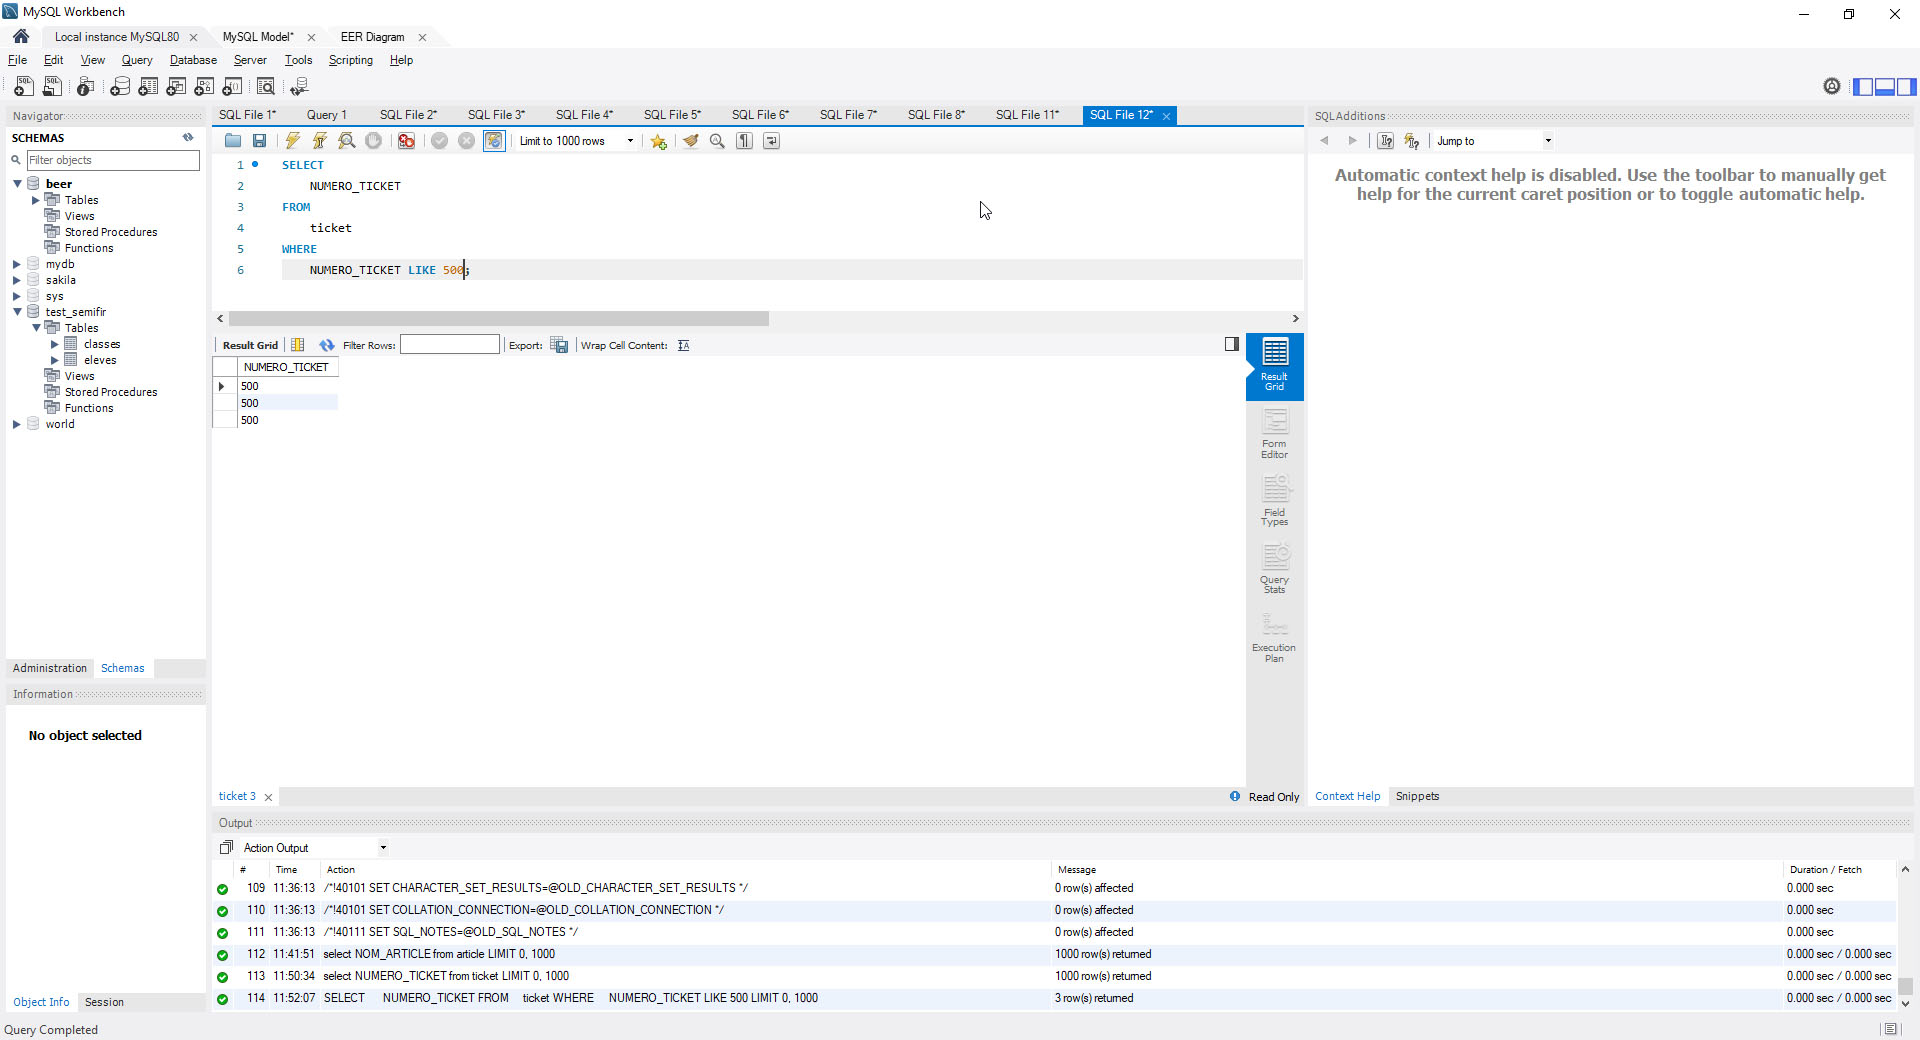 MySQL Workbench
Local instance MySQL80
MySQL Model*
EER Diagram
File Edit View Query Database Server Tools Scripting Help
Navigator
SCHEMAS
Filter objects
beer
Tables
Views
Stored Procedures
Functions
mydb
sakila
sys
test_semifir
Tables
classes
eleves
Views
Stored Procedures
Functions
world
Administration Schemas
Information
No object selected
Object Info Session
SQL File 1* Query 1 SQL File 2* SQL File 3* SQL File 4* SQL File 5* SQL File 6* SQL File 7* SQL File 8* SQL File 11* SQL File 12*
Limit to 1000 rows
1 SELECT
2 NUMERO_TICKET
3 FROM
4 ticket
5 WHERE
6 NUMERO_TICKET LIKE 500;
Result Grid Filter Rows: Export: Wrap Cell Content:
NUMERO_TICKET
500
500
500
Result
Grid
Form
Editor
Field
Types
Query
Stats
Execution
Plan
ticket 3
Read Only
SQLAdditions
Jump to
Automatic context help is disabled. Use the toolbar to manually get
help for the current caret position or to toggle automatic help.
Context Help Snippets
Output
Action Output
# Time Action Message Duration / Fetch
109 11:36:13 /*!40101 SET CHARACTER_SET_RESULTS=@OLD_CHARACTER_SET_RESULTS */ 0 row(s) affected 0.000 sec
110 11:36:13 /*!40101 SET COLLATION_CONNECTION=@OLD_COLLATION_CONNECTION */ 0 row(s) affected 0.000 sec
111 11:36:13 /*!40111 SET SQL_NOTES=@OLD_SQL_NOTES */ 0 row(s) affected 0.000 sec
112 11:41:51 select NOM_ARTICLE from article LIMIT 0, 1000 1000 row(s) returned 0.000 sec / 0.000 sec
113 11:50:34 select NUMERO_TICKET from ticket LIMIT 0, 1000 1000 row(s) returned 0.000 sec / 0.000 sec
114 11:52:07 SELECT NUMERO_TICKET FROM ticket WHERE NUMERO_TICKET LIKE 500 LIMIT 0, 1000 3 row(s) returned 0.000 sec / 0.000 sec
Query Completed